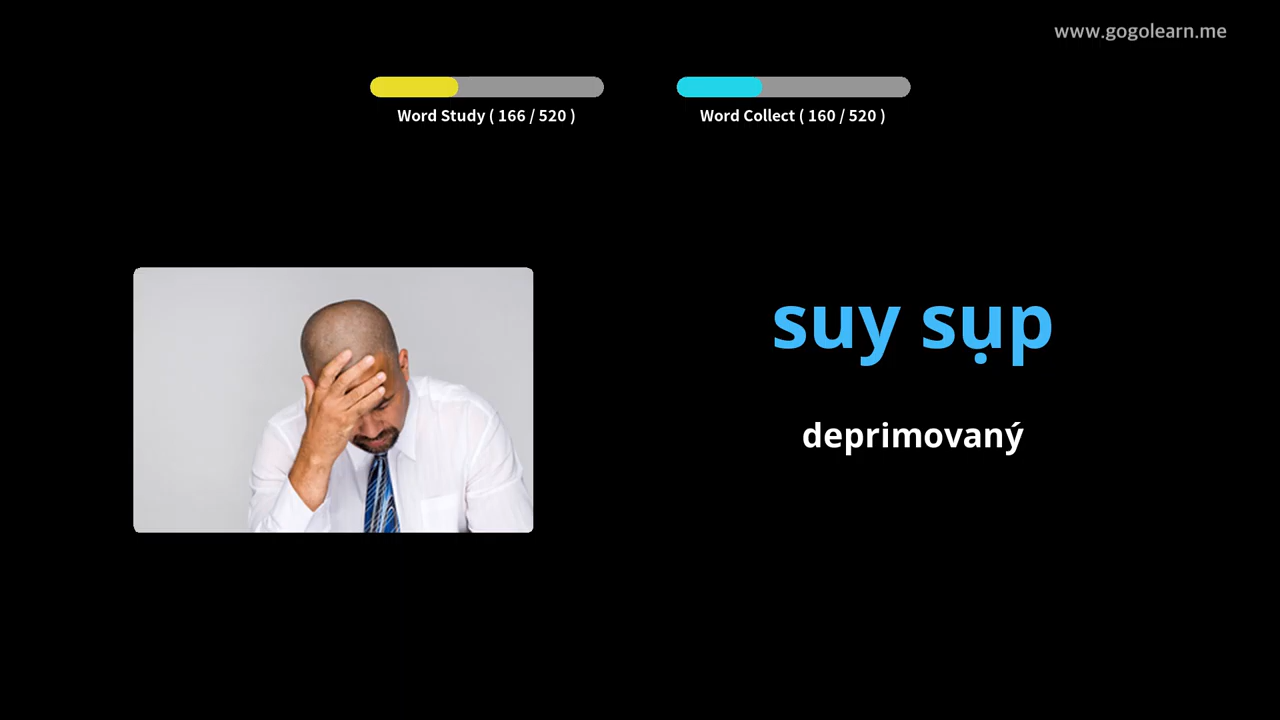 www.gogolearn.me
Word Study ( 166 / 520 )
Word Collect ( 160 / 520 )
suy sụp
deprimovaný